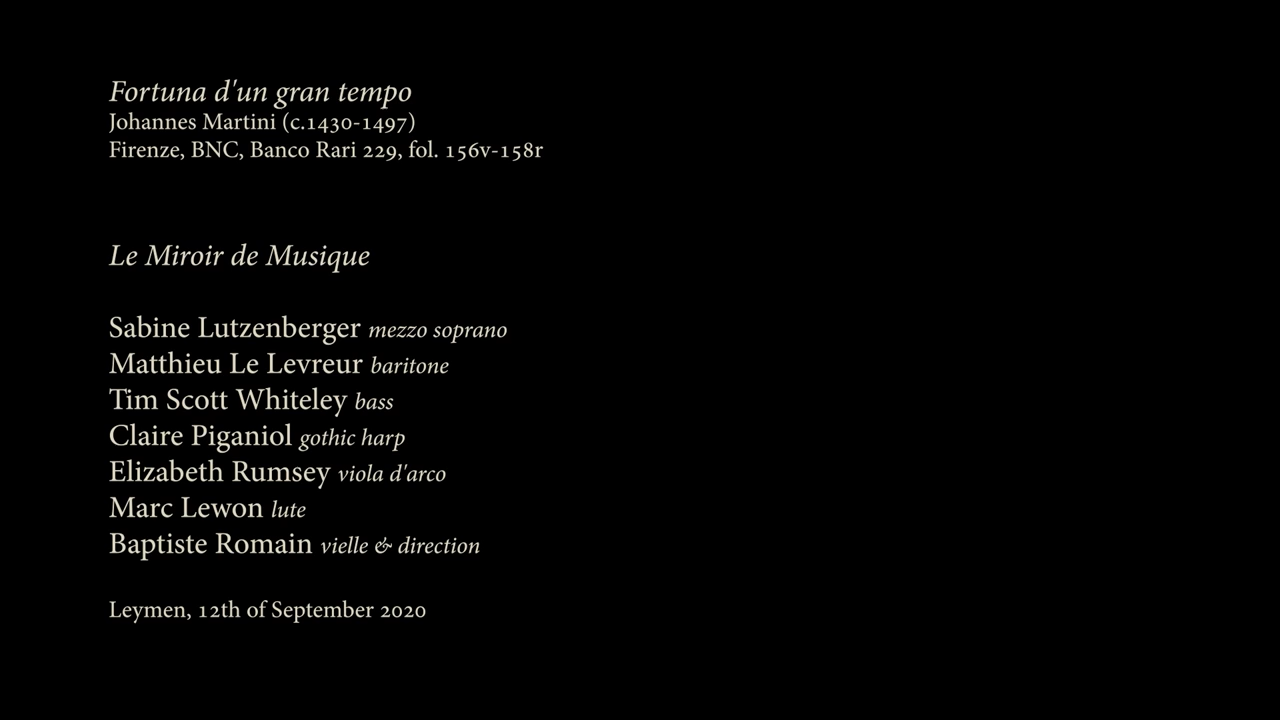 Fortuna d'un gran tempo
Johannes Martini (c.1430-1497)
Firenze, BNC, Banco Rari 229, fol. 156v-158r
Le Miroir de Musique
Sabine Lutzenberger mezzo soprano
Matthieu Le Levreur baritone
Tim Scott Whiteley bass
Claire Piganiol gothic harp
Elizabeth Rumsey viola d'arco
Marc Lewon lute
Baptiste Romain vielle & direction
Leymen, 12th of September 2020